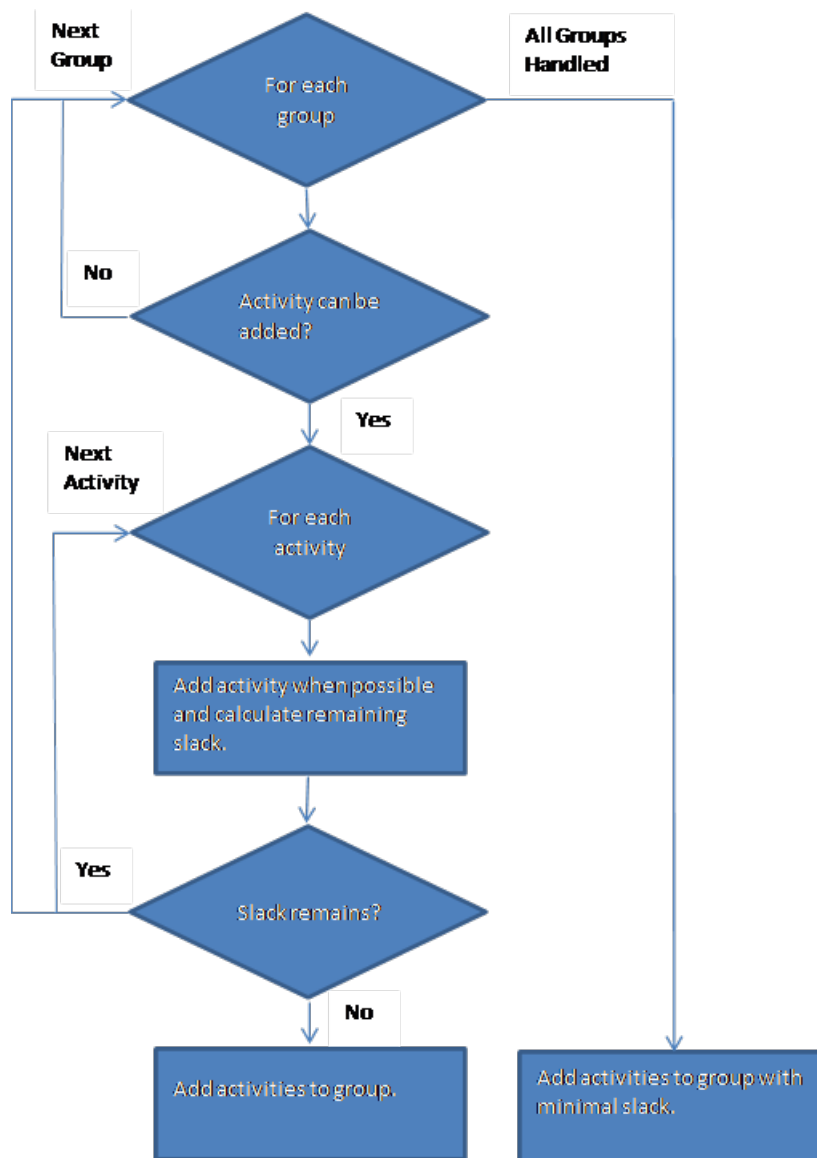 Next
Group
All Groups
Handled
For each
group
No
Activity can be
added?
Yes
Next
Activity
For each
activity
Add activity when possible
and calculate remaining
slack.
Yes
Slack remains?
No
Add activities to group.
Add activities to group with
minimal slack.